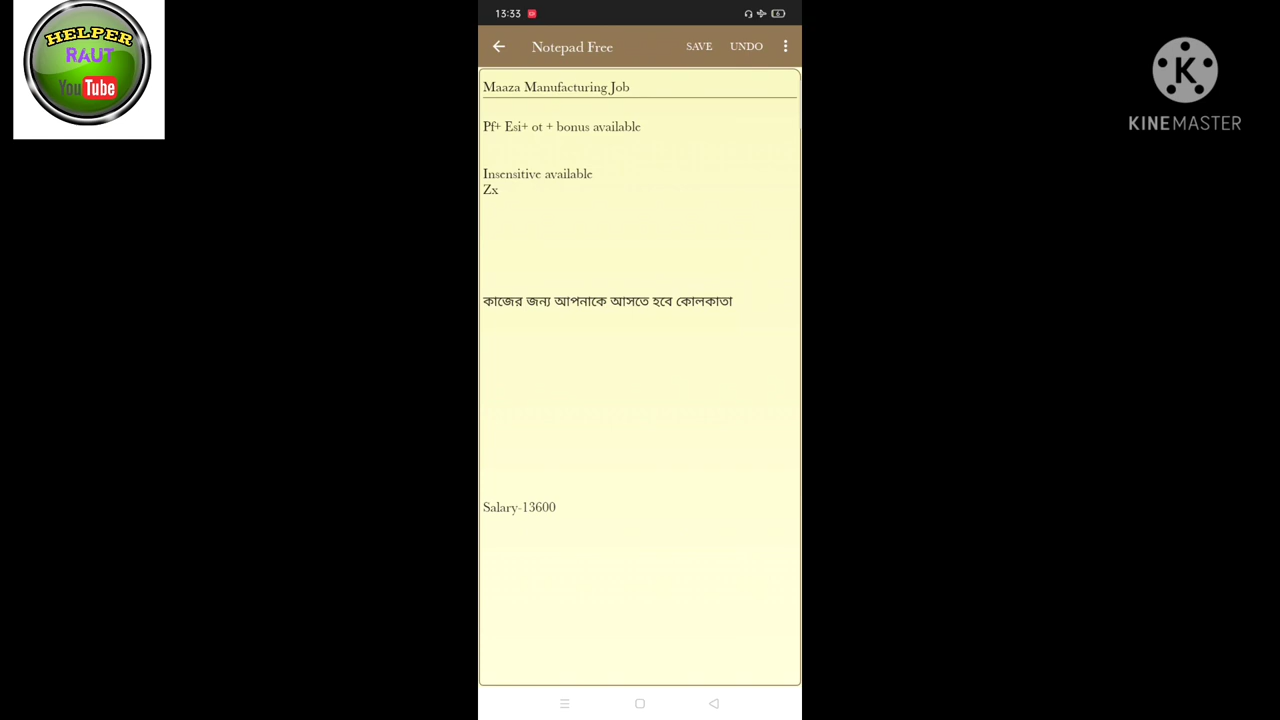 HELPER
RAUT
YouTube
13:33
Notepad Free
SAVE
UNDO
Maaza Manufacturing Job
Pf+ Esi+ ot + bonus available
Insensitive available
Zx
কাজের জন্য আপনাকে আসতে হবে কোলকাতা
Salary-13600
K
KINEMASTER